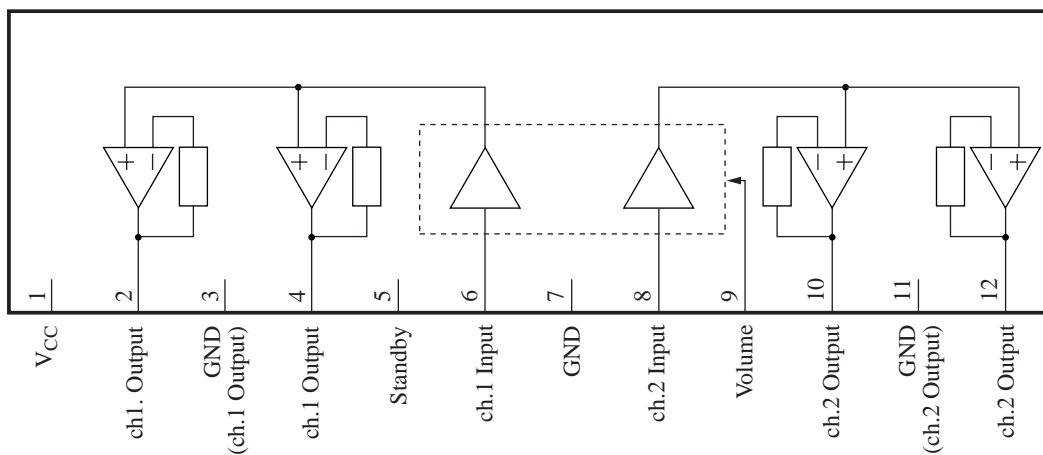 + −
+ −
− +
− +
1
2
3
4
5
6
7
8
9
10
11
12
VCC
ch1. Output
GND
(ch.1 Output)
ch.1 Output
Standby
ch.1 Input
GND
ch.2 Input
Volume
ch.2 Output
GND
(ch.2 Output)
ch.2 Output